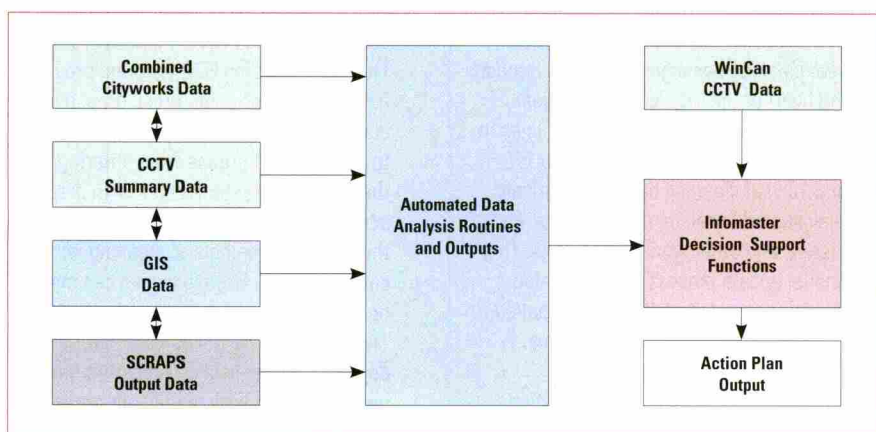 Combined
Cityworks Data
CCTV
Summary Data
GIS
Data
SCRAPS
Output Data
Automated Data
Analysis Routines
and Outputs
WinCan
CCTV Data
Infomaster
Decision Support
Functions
Action Plan
Output